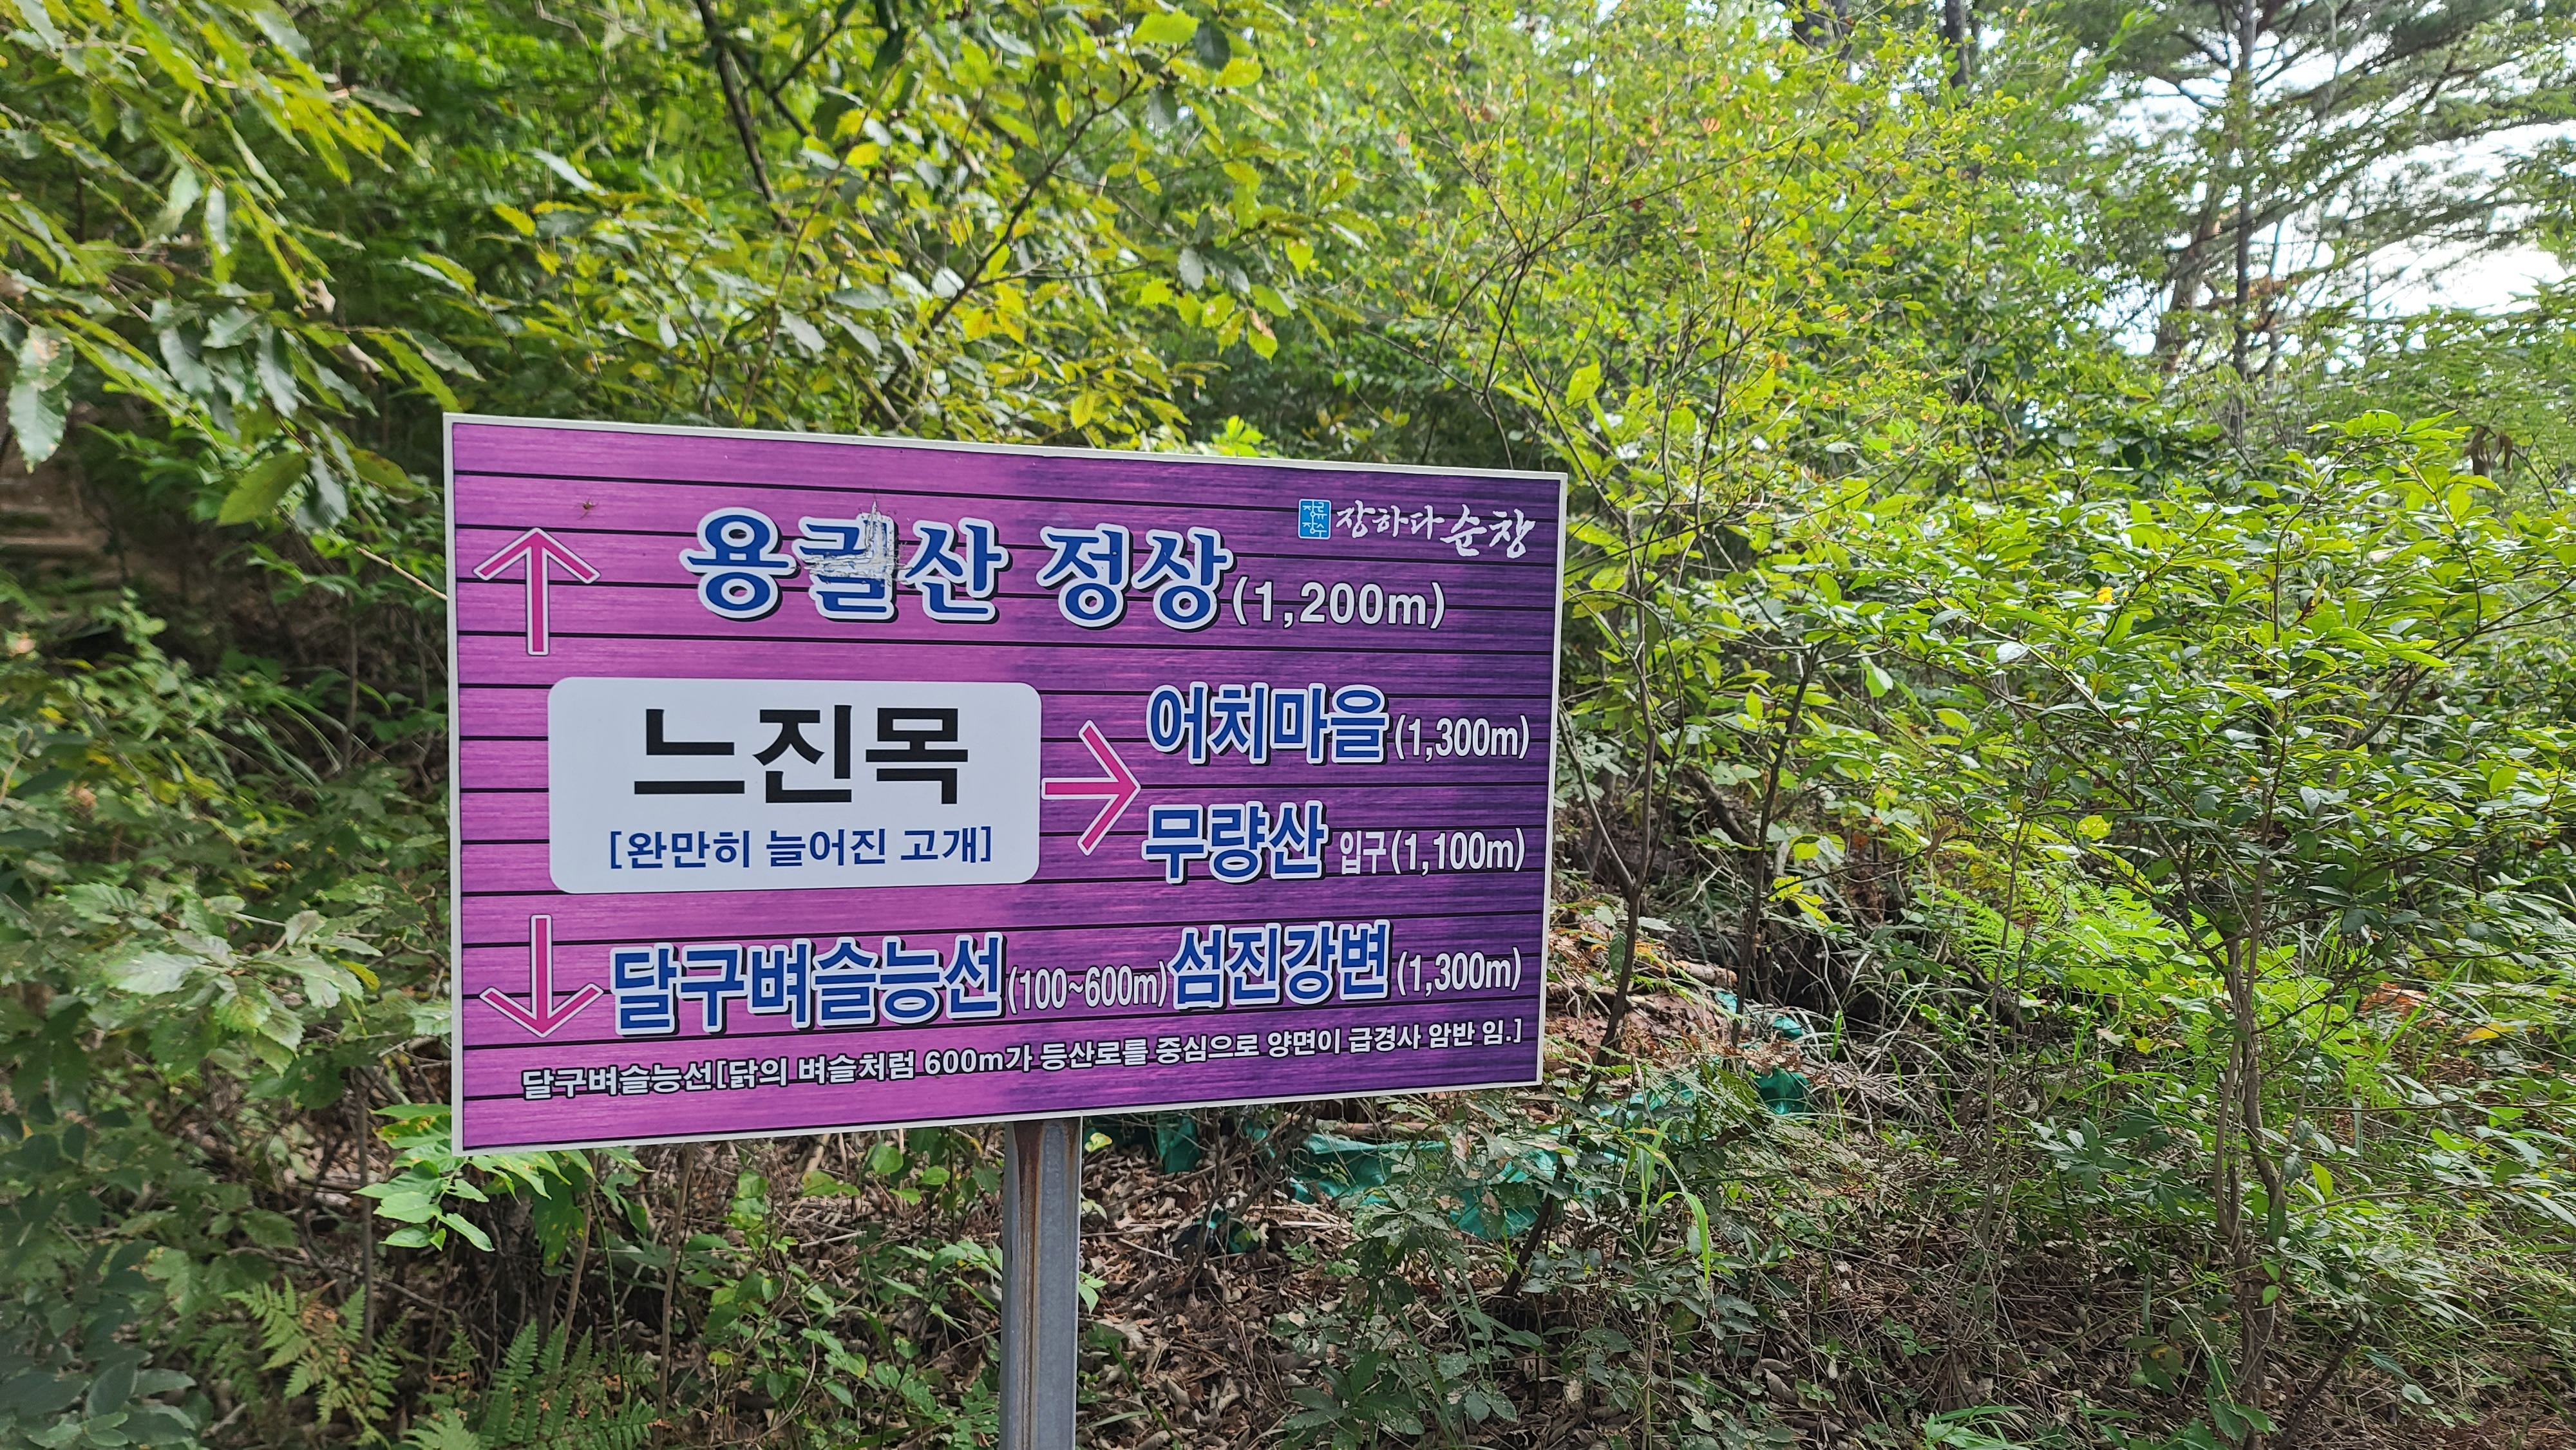 장류
장수
장하다 순창
용궐산 정상(1,200m)
느진목
[완만히 늘어진 고개]
어치마을(1,300m)
무량산 입구(1,100m)
달구벼슬능선(100~600m)섬진강변(1,300m)
달구벼슬능선[닭의 벼슬처럼 600m가 등산로를 중심으로 양면이 급경사 암반 임.]